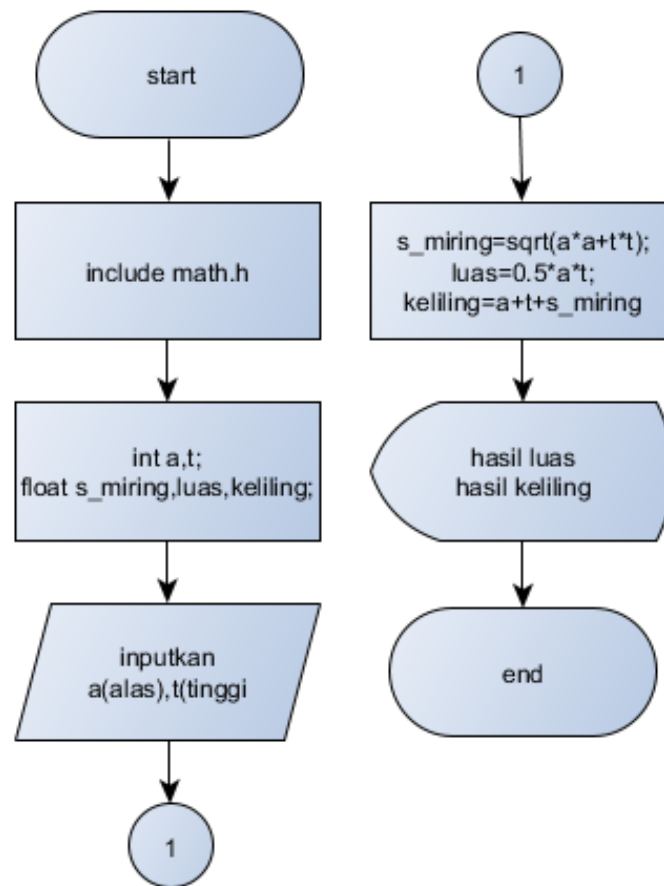 start
include math.h
int a,t;
float s_miring,luas,keliling;
inputkan
a(alas),t(tinggi
1
1
s_miring=sqrt(a*a+t*t);
luas=0.5*a*t;
keliling=a+t+s_miring
hasil luas
hasil keliling
end